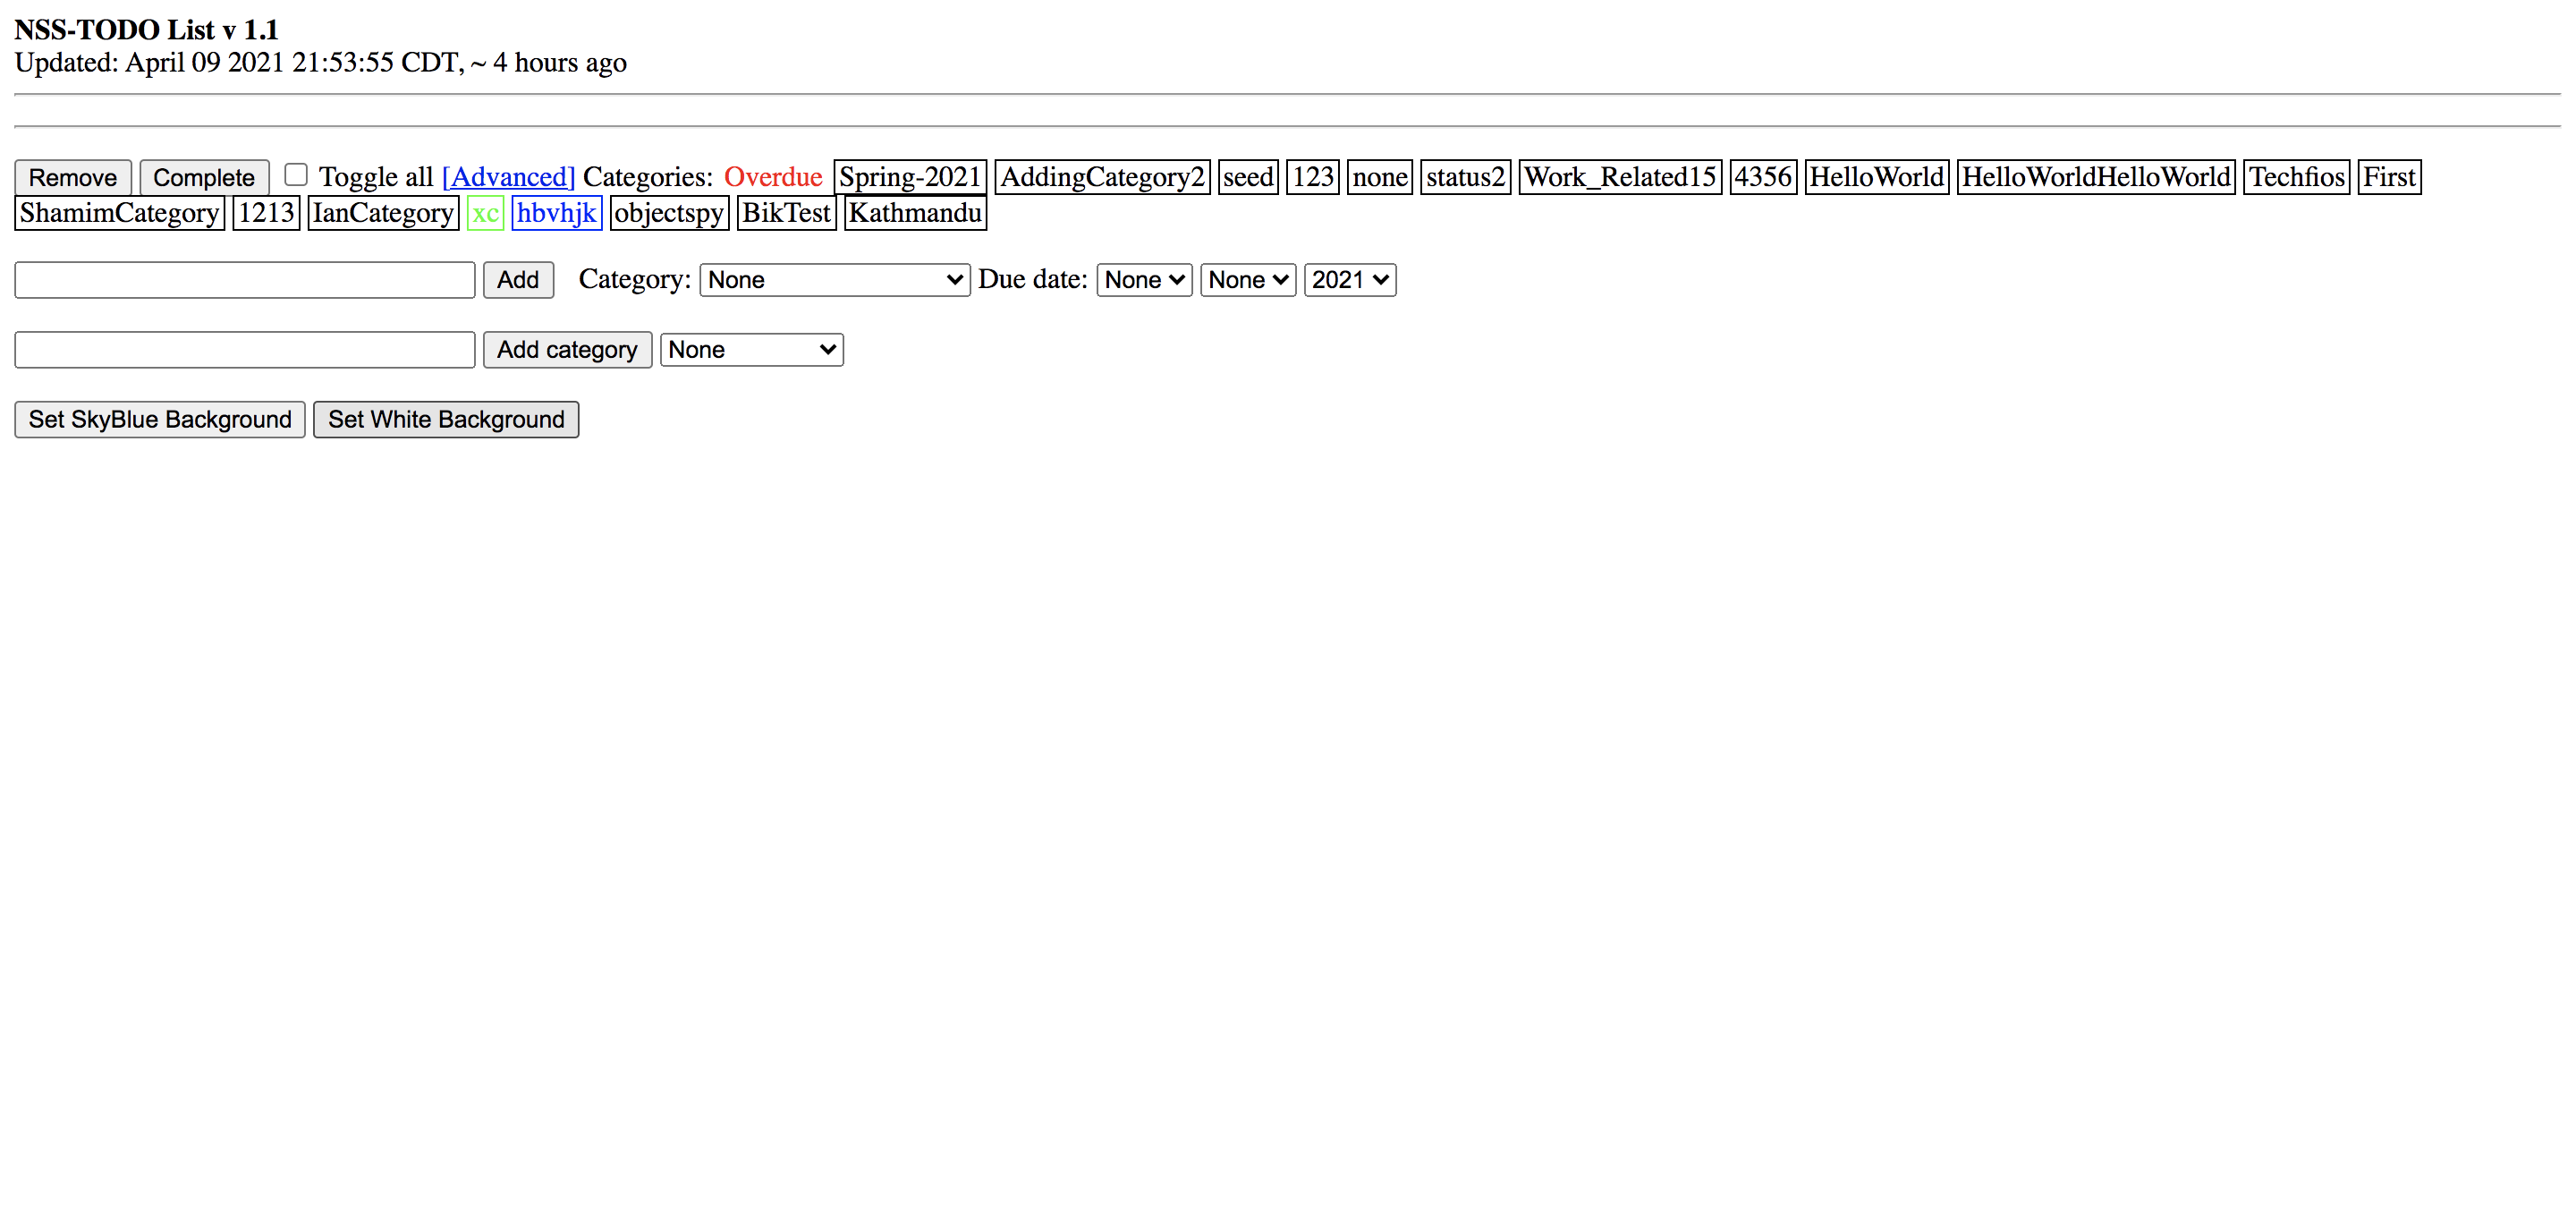 NSS-TODO List v 1.1
Updated: April 09 2021 21:53:55 CDT, ~ 4 hours ago
Remove Complete Toggle all [Advanced] Categories: Overdue Spring-2021 AddingCategory2 seed 123 none status2 Work_Related15 4356 HelloWorld HelloWorldHelloWorld Techfios First
ShamimCategory 1213 IanCategory xc hbvhjk objectspy BikTest Kathmandu
Add Category: None Due date: None None 2021
Add category None
Set SkyBlue Background Set White Background